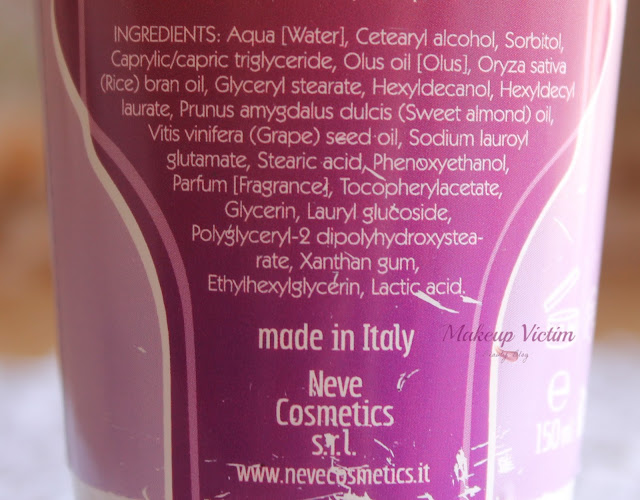 INGREDIENTS: Aqua [Water], Cetearyl alcohol, Sorbitol,
Caprylic/capric triglyceride, Olus oil [Olus], Oryza sativa
(Rice) bran oil, Glyceryl stearate, Hexyldecanol, Hexyldecyl
laurate, Prunus amygdalus dulcis (Sweet almond) oil,
Vitis vinifera (Grape) seed oil, Sodium lauroyl
glutamate, Stearic acid, Phenoxyethanol,
Parfum [Fragrance], Tocopherylacetate,
Glycerin, Lauryl glucoside,
Polyglyceryl-2 dipolyhydroxystea-
rate, Xanthan gum,
Ethylhexylglycerin, Lactic acid.
made in Italy
Neve
Cosmetics
s.r.l.
www.nevecosmetics.it
Makeup Victim
Beauty Blog
e
150 m